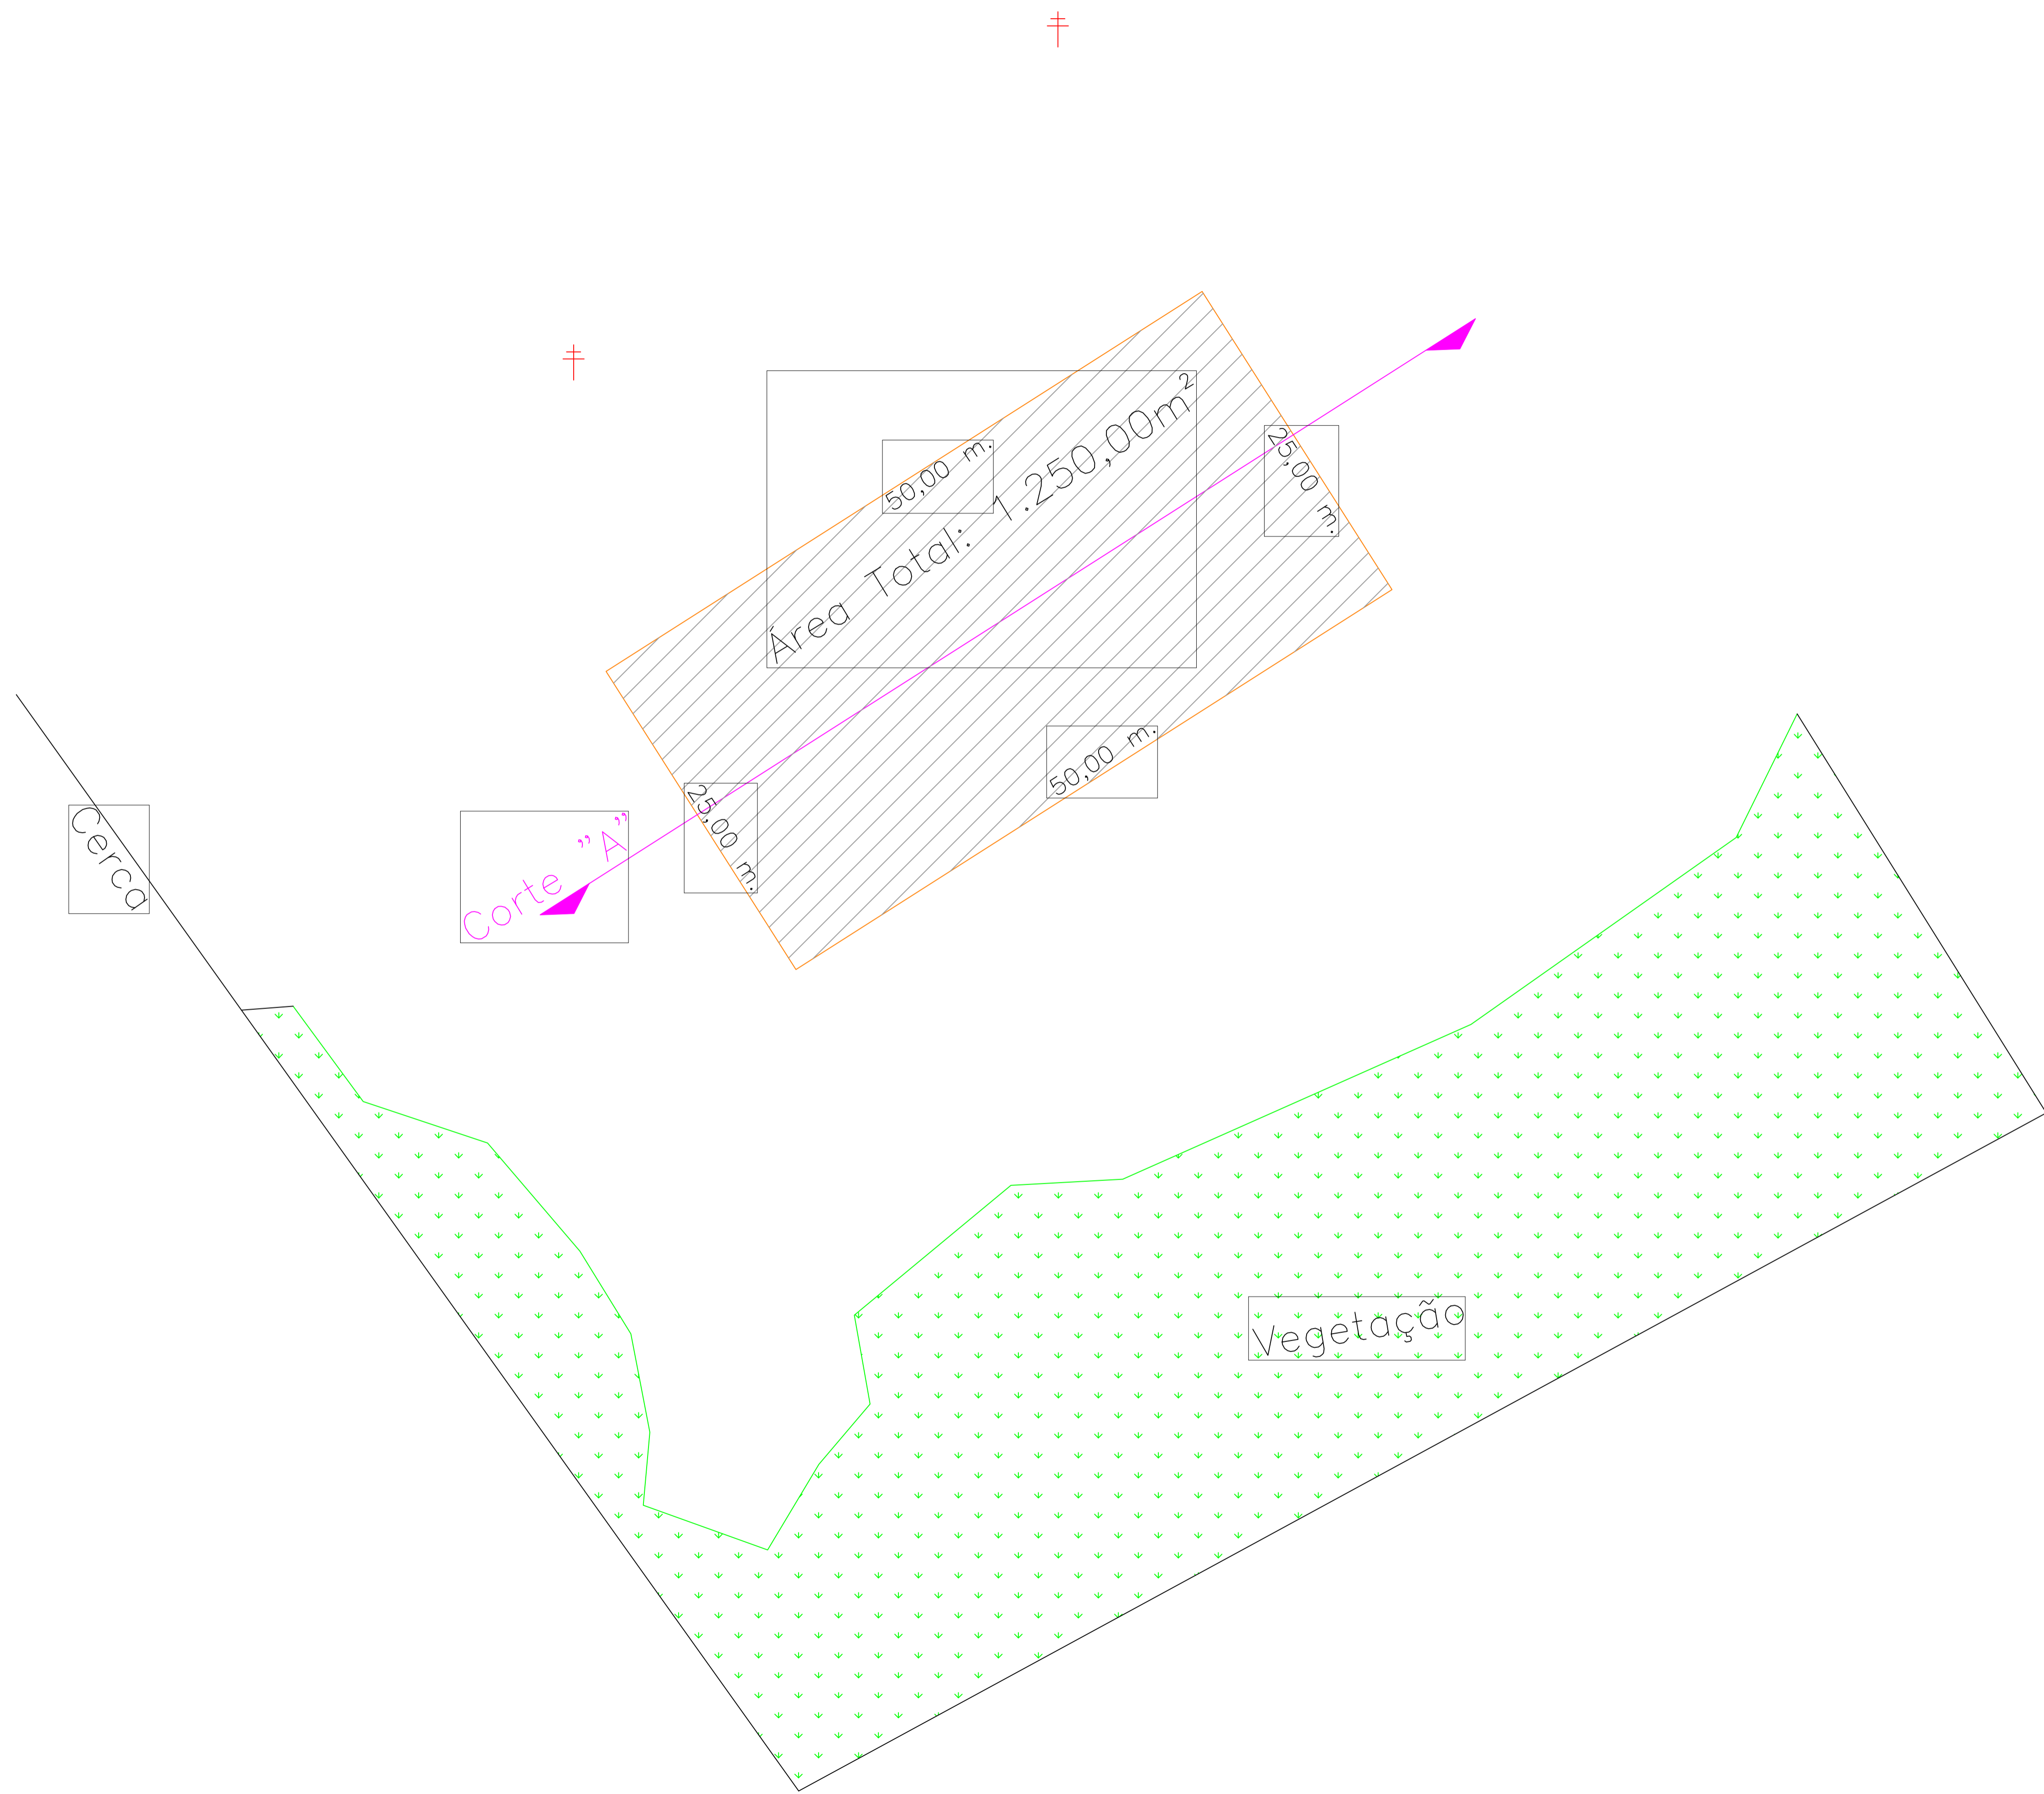 Área Total: 1.250,00m²
50,00 m.
25,00 m.
50,00 m.
25,00 m.
Corte "A"
Cerca
Vegetação